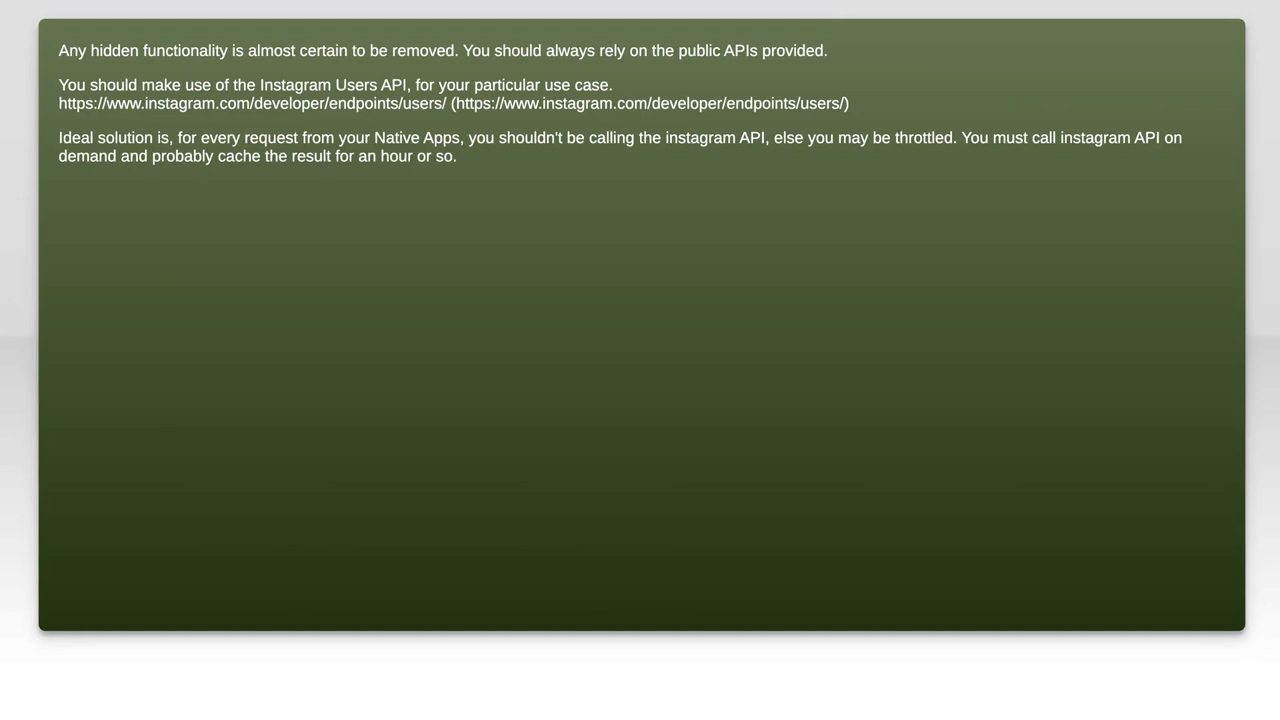 Any hidden functionality is almost certain to be removed. You should always rely on the public APIs provided.
You should make use of the Instagram Users API, for your particular use case.
https://www.instagram.com/developer/endpoints/users/ (https://www.instagram.com/developer/endpoints/users/)
Ideal solution is, for every request from your Native Apps, you shouldn't be calling the instagram API, else you may be throttled. You must call instagram API on
demand and probably cache the result for an hour or so.